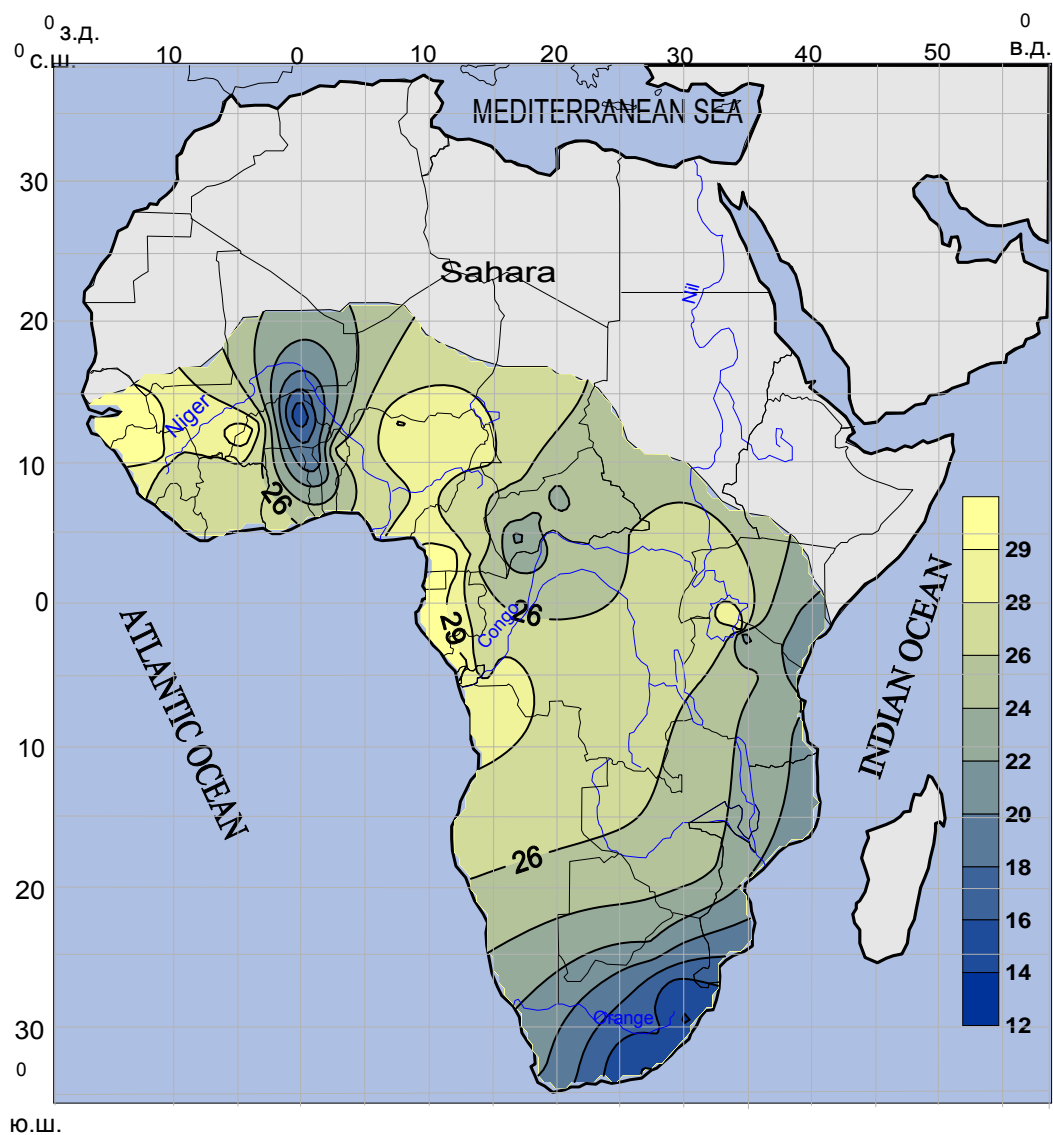 0 з.д.
0
0 с.ш.
10 0 10 20 30 40 50
в.д.
MEDITERRANEAN SEA
30
Sahara
Nil
20
Niger
10
26
29
28
0
26
Congo
29
ATLANTIC OCEAN
INDIAN OCEAN
26
24
10
22
20
26
18
20
16
14
Orange
12
30
0
ю.ш.